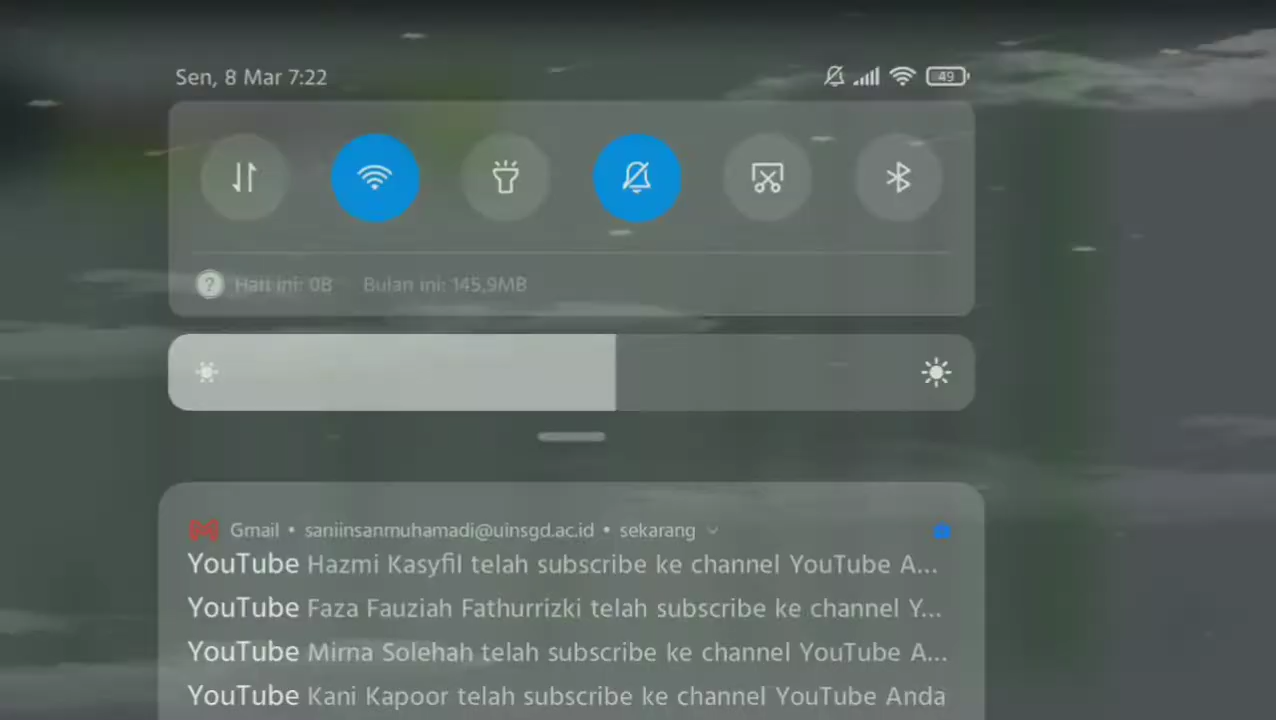 Sen, 8 Mar 7:22
49
Hari ini: 0B Bulan ini: 145,9MB
Gmail • saniinsanmuhamadi@uinsgd.ac.id • sekarang
YouTube Hazmi Kasyfil telah subscribe ke channel YouTube A...
YouTube Faza Fauziah Fathurrizki telah subscribe ke channel Y...
YouTube Mirna Solehah telah subscribe ke channel YouTube A...
YouTube Kani Kapoor telah subscribe ke channel YouTube Anda